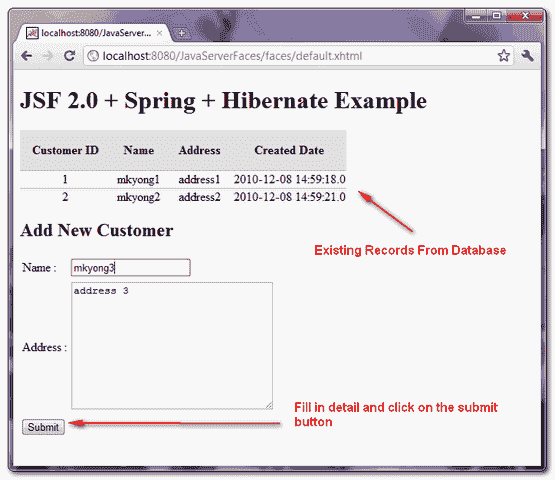 localhost:8080/JavaServer...
localhost:8080/JavaServerFaces/faces/default.xhtml
JSF 2.0 + Spring + Hibernate Example
Customer ID Name Address Created Date
1 mkyong1 address1 2010-12-08 14:59:18.0
2 mkyong2 address2 2010-12-08 14:59:21.0
Existing Records From Database
Add New Customer
Name : mkyong3
address 3
Address :
Fill in detail and click on the submit
button
Submit